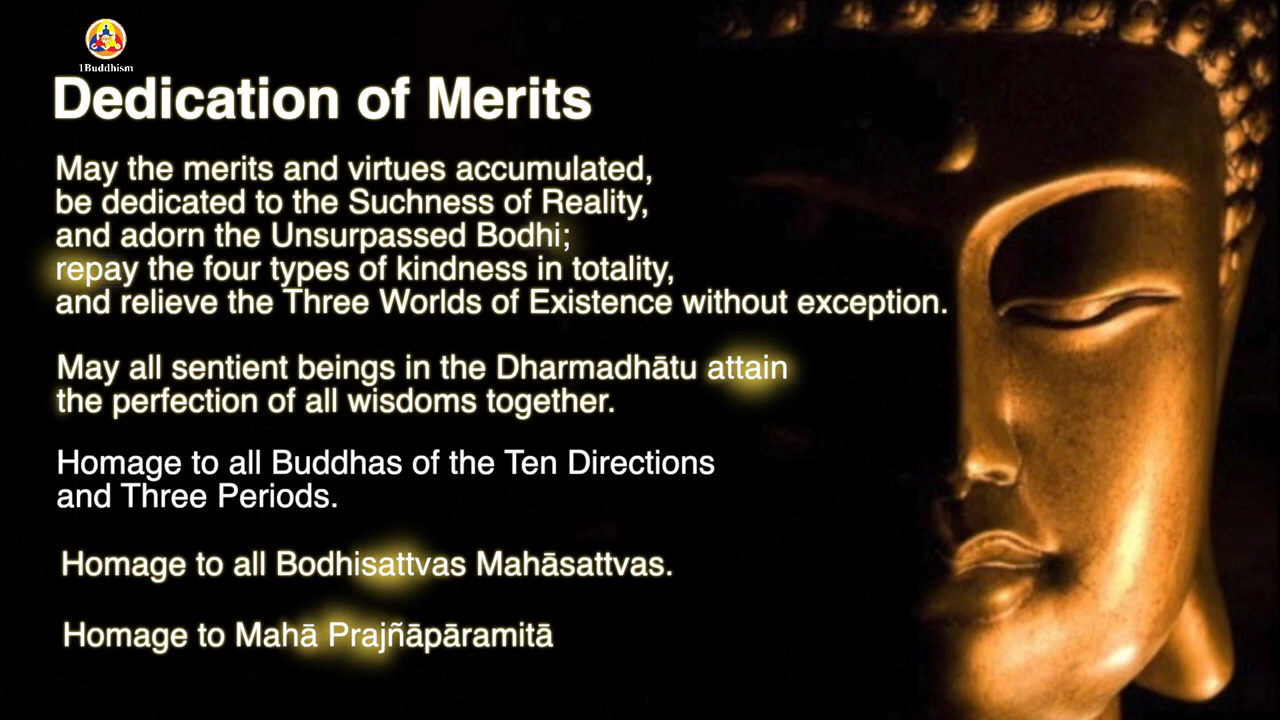 1Buddhism
Dedication of Merits
May the merits and virtues accumulated,
be dedicated to the Suchness of Reality,
and adorn the Unsurpassed Bodhi;
repay the four types of kindness in totality,
and relieve the Three Worlds of Existence without exception.
May all sentient beings in the Dharmadhātu attain
the perfection of all wisdoms together.
Homage to all Buddhas of the Ten Directions
and Three Periods.
Homage to all Bodhisattvas Mahāsattvas.
Homage to Mahā Prajñāpāramitā